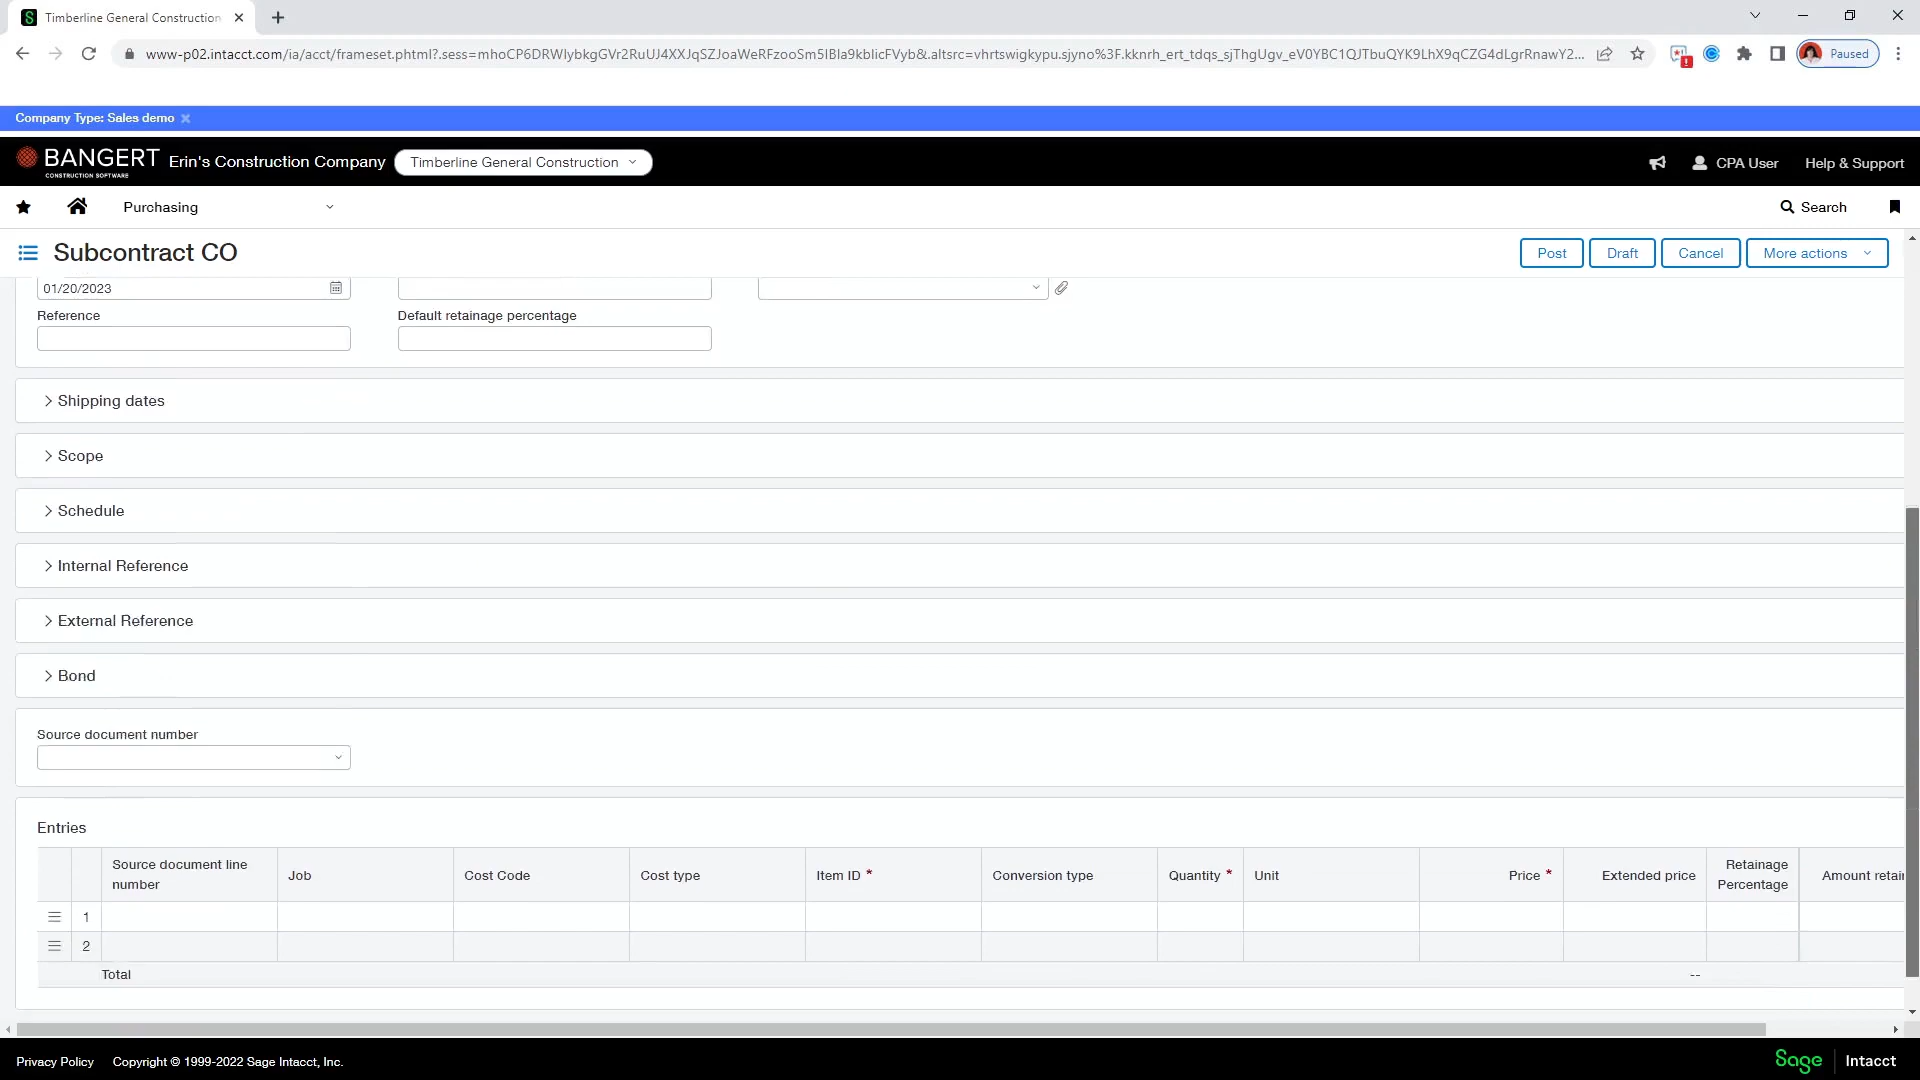 Timberline General Construction
www-p02.intacct.com/ia/acct/frameset.phtml?.sess=mhoCP6DRWIybkgGVr2RuUJ4XXJqSZJoaWeRFzooSm5IBla9kblicFVyb&.altsrc=vhrtswigkypu.sjyno%3F.kknrh_ert_tdqs_sjThgUgv_eV0YBC1QJTbuQYK9LhX9qCZG4dLgrRnawY2...
Paused
Company Type: Sales demo
BANGERT
CONSTRUCTION SOFTWARE
Erin's Construction Company
Timberline General Construction
CPA User
Help & Support
Purchasing
Search
Subcontract CO
Post
Draft
Cancel
More actions
01/20/2023
Reference
Default retainage percentage
Shipping dates
Scope
Schedule
Internal Reference
External Reference
Bond
Source document number
Entries
Source document line number
Job
Cost Code
Cost type
Item ID *
Conversion type
Quantity *
Unit
Price *
Extended price
Retainage Percentage
Amount retai
1
2
Total
--
Privacy Policy
Copyright © 1999-2022 Sage Intacct, Inc.
Sage
Intacct